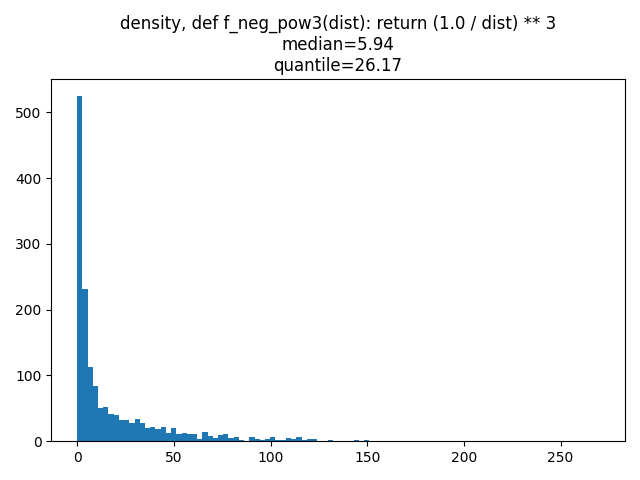 density, def f_neg_pow3(dist): return (1.0 / dist) ** 3
median=5.94
quantile=26.17
500
400
300
200
100
0
0 50 100 150 200 250